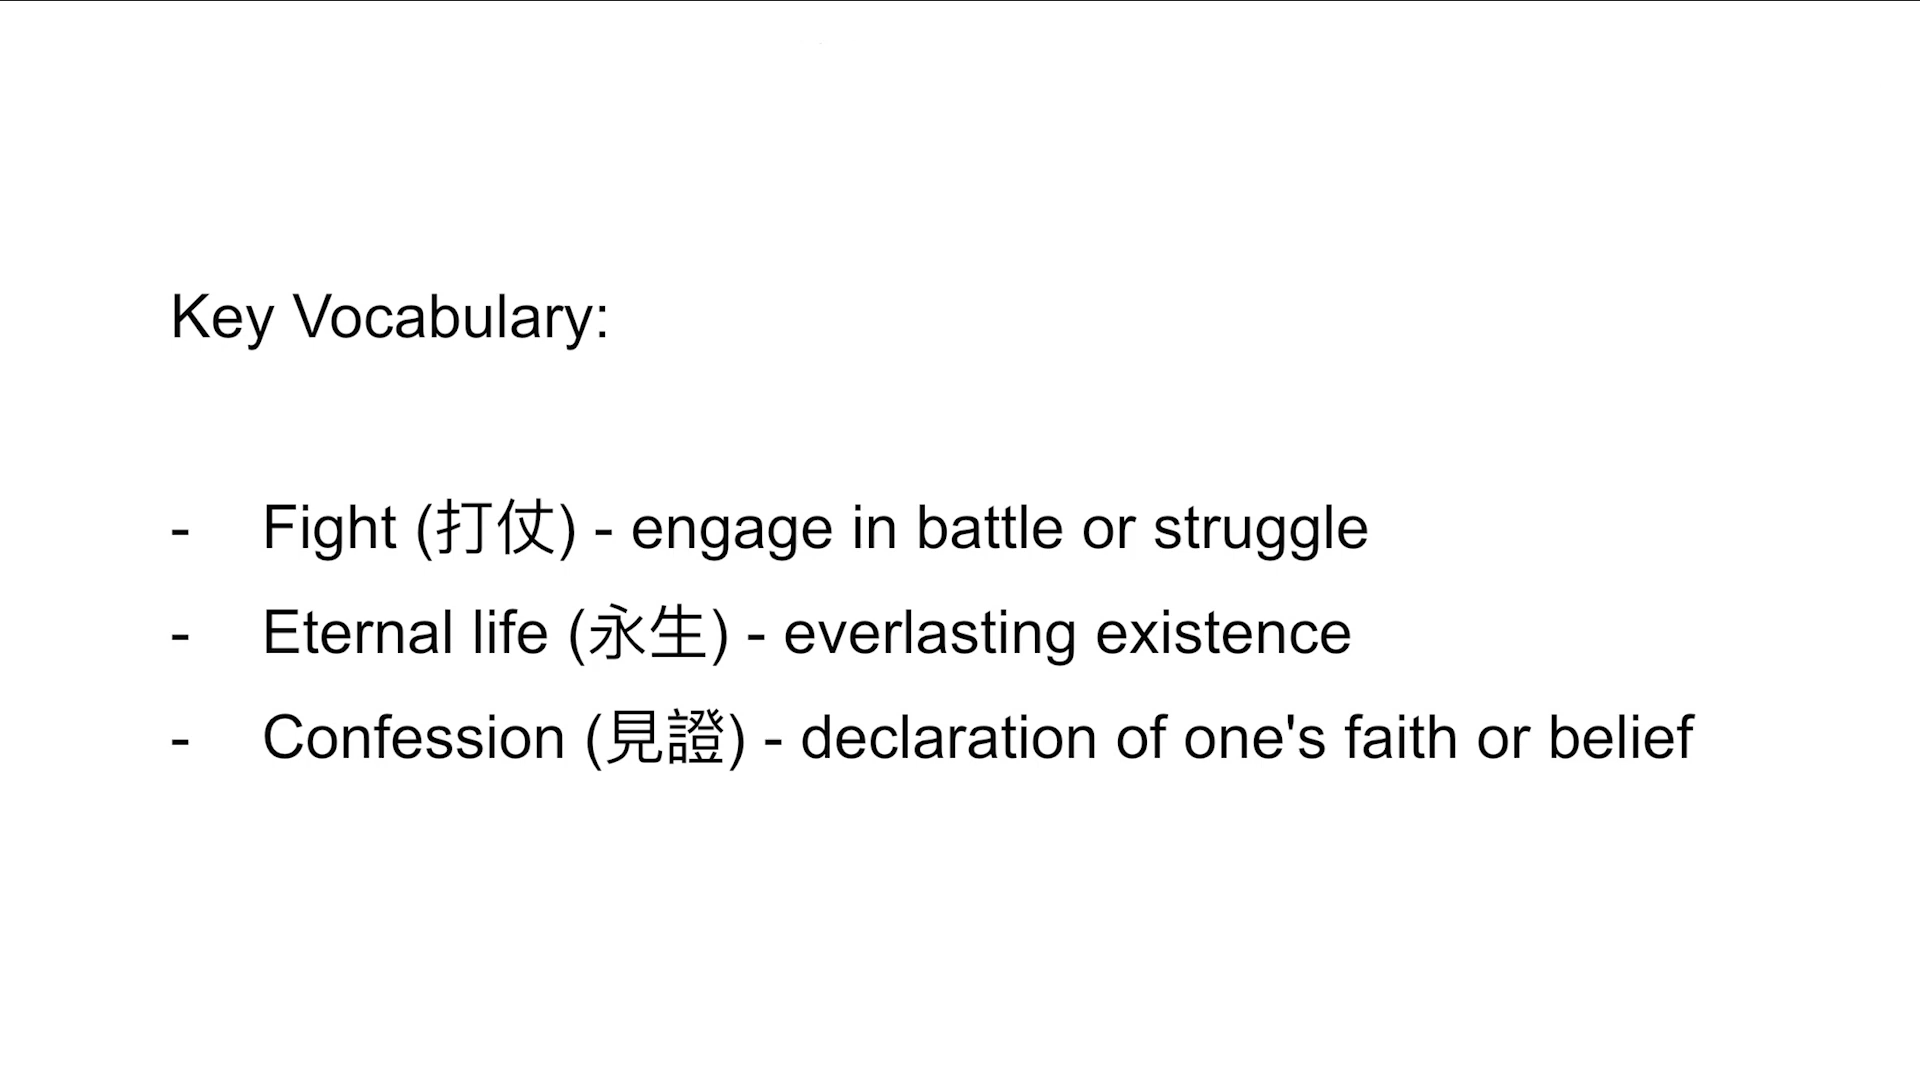 Key Vocabulary:
- Fight (打仗) - engage in battle or struggle
- Eternal life (永生) - everlasting existence
- Confession (見證) - declaration of one's faith or belief